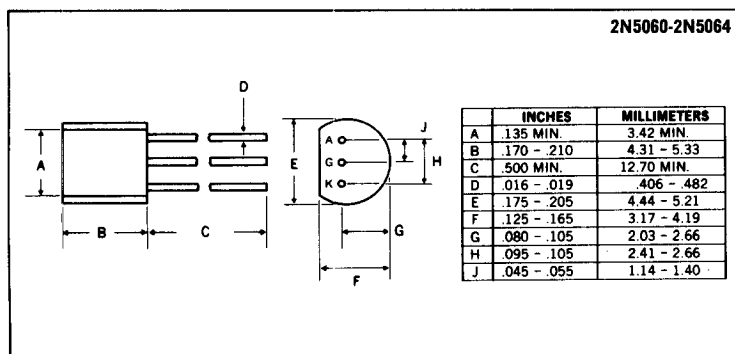 2N5060-2N5064
D
A
B
C
E
A
G
K
J
H
G
F
INCHES MILLIMETERS
A .135 MIN. 3.42 MIN.
B .170 - .210 4.31 - 5.33
C .500 MIN. 12.70 MIN.
D .016 - .019 .406 - .482
E .175 - .205 4.44 - 5.21
F .125 - .165 3.17 - 4.19
G .080 - .105 2.03 - 2.66
H .095 - .105 2.41 - 2.66
J .045 - .055 1.14 - 1.40